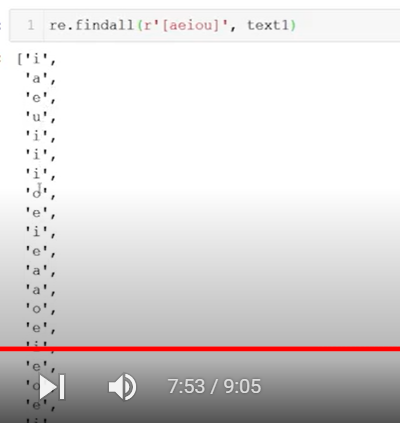 1 re.findall(r'[aeiou]', text1)
['i',
'a',
'e',
'u',
'i',
'i',
'i',
'o',
'e',
'i',
'e',
'a',
'a',
'o',
'e',
'i',
'e',
'o',
7:53 / 9:05
'e',
'i',